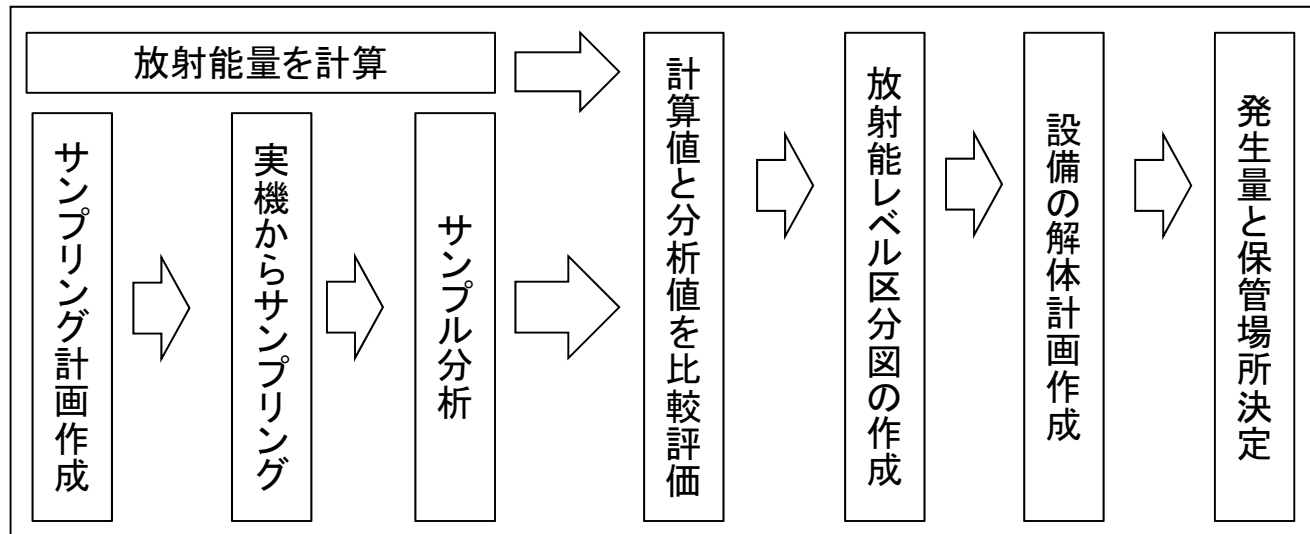 放射能量を計算
サンプリング計画作成
実機からサンプリング
サンプル分析
計算値と分析値を比較評価
放射能レベル区分図の作成
設備の解体計画作成
発生量と保管場所決定